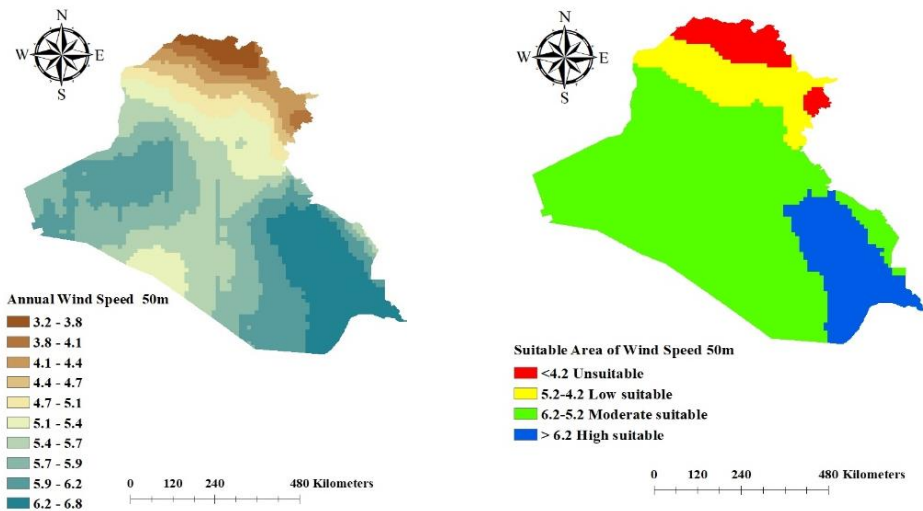 N
W E
S
Annual Wind Speed 50m
3.2 - 3.8
3.8 - 4.1
4.1 - 4.4
4.4 - 4.7
4.7 - 5.1
5.1 - 5.4
5.4 - 5.7
5.7 - 5.9
5.9 - 6.2
6.2 - 6.8
0 120 240 480 Kilometers
N
W E
S
Suitable Area of Wind Speed 50m
<4.2 Unsuitable
5.2-4.2 Low suitable
6.2-5.2 Moderate suitable
> 6.2 High suitable
0 120 240 480 Kilometers